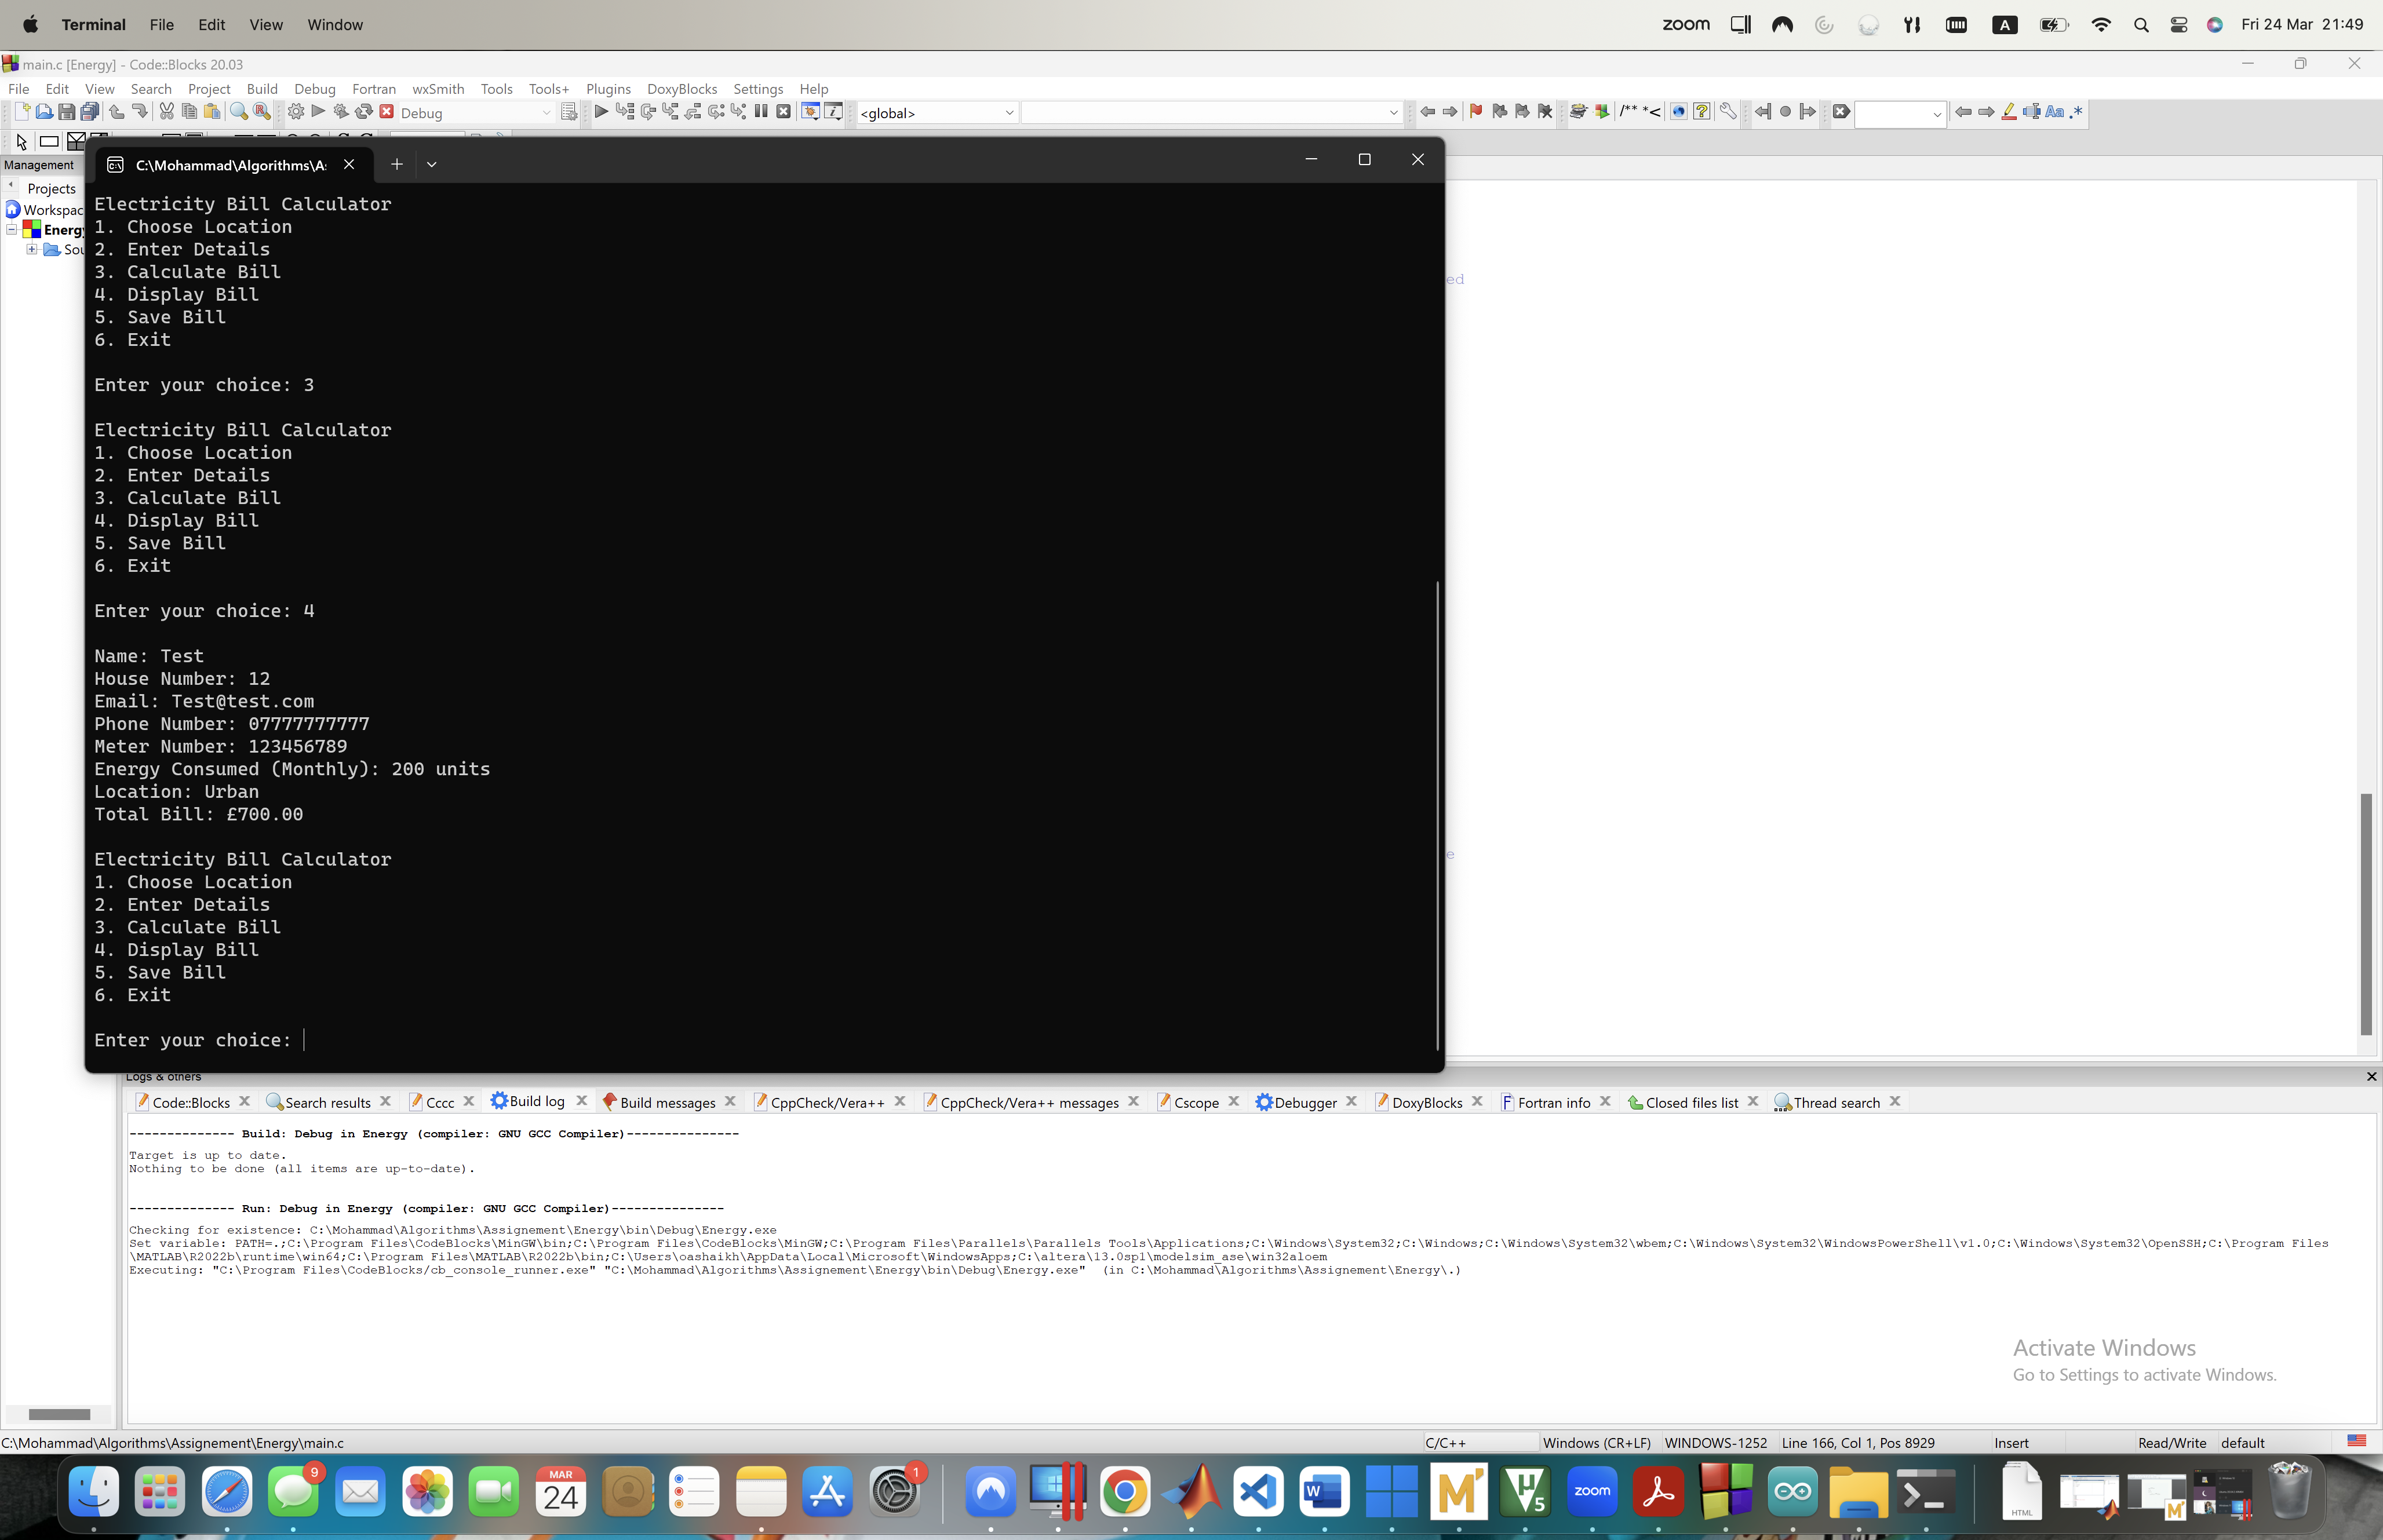 Terminal File Edit View Window zoom A Fri 24 Mar 21:49
main.c [Energy] - Code::Blocks 20.03
File Edit View Search Project Build Debug Fortran wxSmith Tools Tools+ Plugins DoxyBlocks Settings Help
Debug <global> /** *< Aa .*
Management
C:\Mohammad\Algorithms\A
Projects
Workspac
Energ
Sou
Electricity Bill Calculator
1. Choose Location
2. Enter Details
3. Calculate Bill
4. Display Bill
5. Save Bill
6. Exit
Enter your choice: 3
Electricity Bill Calculator
1. Choose Location
2. Enter Details
3. Calculate Bill
4. Display Bill
5. Save Bill
6. Exit
Enter your choice: 4
Name: Test
House Number: 12
Email: Test@test.com
Phone Number: 07777777777
Meter Number: 123456789
Energy Consumed (Monthly): 200 units
Location: Urban
Total Bill: £700.00
Electricity Bill Calculator
1. Choose Location
2. Enter Details
3. Calculate Bill
4. Display Bill
5. Save Bill
6. Exit
Enter your choice:
ed
e
Logs & others
Code::Blocks Search results Cccc Build log Build messages CppCheck/Vera++ CppCheck/Vera++ messages Cscope Debugger DoxyBlocks Fortran info Closed files list Thread search
-------------- Build: Debug in Energy (compiler: GNU GCC Compiler)---------------
Target is up to date.
Nothing to be done (all items are up-to-date).
-------------- Run: Debug in Energy (compiler: GNU GCC Compiler)---------------
Checking for existence: C:\Mohammad\Algorithms\Assignement\Energy\bin\Debug\Energy.exe
Set variable: PATH=.;C:\Program Files\CodeBlocks\MinGW\bin;C:\Program Files\CodeBlocks\MinGW;C:\Program Files\Parallels\Parallels Tools\Applications;C:\Windows\System32;C:\Windows;C:\Windows\System32\wbem;C:\Windows\System32\WindowsPowerShell\v1.0;C:\Windows\System32\OpenSSH;C:\Program Files
\MATLAB\R2022b\runtime\win64;C:\Program Files\MATLAB\R2022b\bin;C:\Users\oashaikh\AppData\Local\Microsoft\WindowsApps;C:\altera\13.0sp1\modelsim_ase\win32aloem
Executing: "C:\Program Files\CodeBlocks/cb_console_runner.exe" "C:\Mohammad\Algorithms\Assignement\Energy\bin\Debug\Energy.exe" (in C:\Mohammad\Algorithms\Assignement\Energy\.)
Activate Windows
Go to Settings to activate Windows.
C:\Mohammad\Algorithms\Assignement\Energy\main.c C/C++ Windows (CR+LF) WINDOWS-1252 Line 166, Col 1, Pos 8929 Insert Read/Write default
9 MAR 24 1 W M V5 zoom HTML